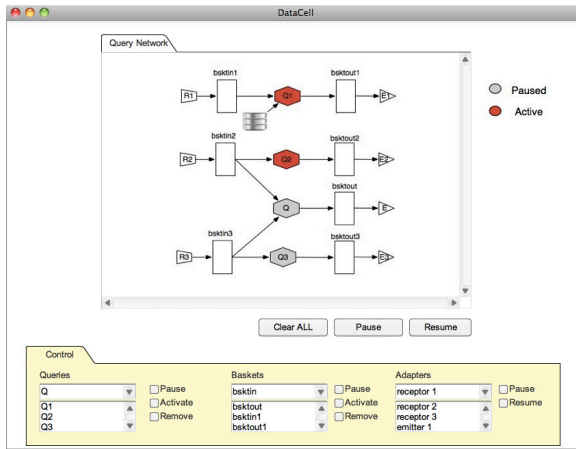 DataCell
Query Network
bsktin1
bsktout1
R1
Q1
E1
Paused
Active
bsktin2
bsktout2
R2
Q2
E2
bsktout
Q
E
bsktin3
bsktout3
R3
Q3
E3
Clear ALL
Pause
Resume
Control
Queries
Baskets
Adapters
Q
Pause
bsktin
Pause
receptor 1
Pause
Q1
Activate
bsktout
Activate
receptor 2
Resume
Q2
Remove
bsktin1
Remove
receptor 3
Q3
bsktout1
emitter 1